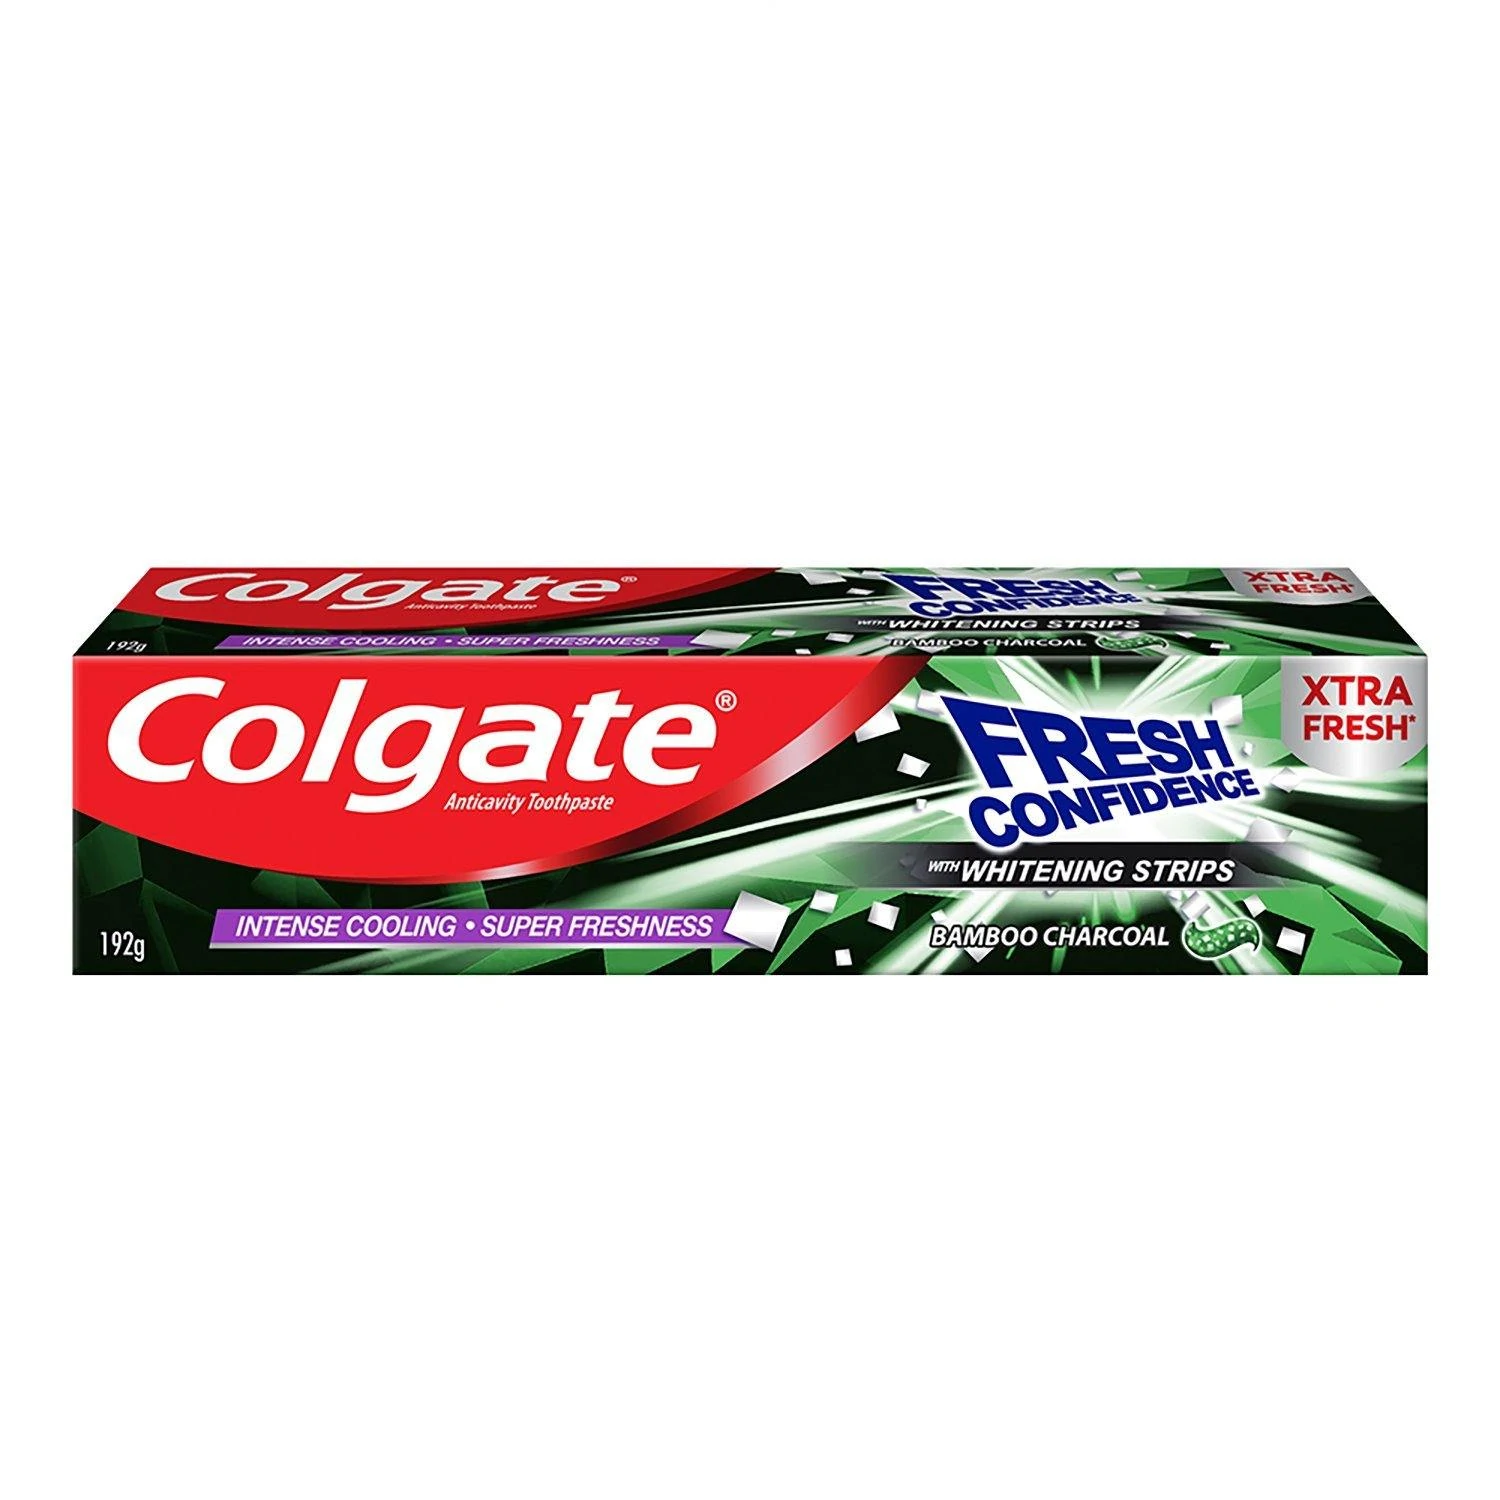 Colgate®
Anticavity Toothpaste
192g
INTENSE COOLING • SUPER FRESHNESS
FRESH
CONFIDENCE
WITH WHITENING STRIPS
BAMBOO CHARCOAL
XTRA
FRESH*
Colgate®
Anticavity Toothpaste
192g
INTENSE COOLING • SUPER FRESHNESS
FRESH
CONFIDENCE
WITH WHITENING STRIPS
BAMBOO CHARCOAL
XTRA
FRESH*